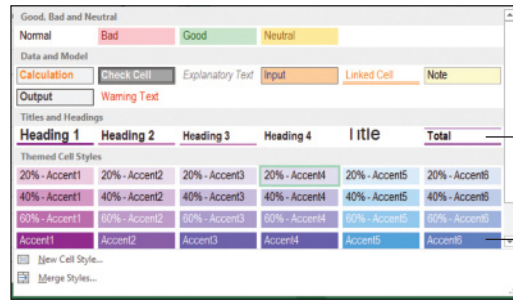 Good, Bad and Neutral
Normal Bad Good Neutral
Data and Model
Calculation Check Cell Explanatory Text Input Linked Cell Note
Output Warning Text
Titles and Headings
Heading 1 Heading 2 Heading 3 Heading 4 Title Total
Themed Cell Styles
20% - Accent1 20% - Accent2 20% - Accent3 20% - Accent4 20% - Accent5 20% - Accent6
40% - Accent1 40% - Accent2 40% - Accent3 40% - Accent4 40% - Accent5 40% - Accent6
60% - Accent1 60% - Accent2 60% - Accent3 60% - Accent4 60% - Accent5 60% - Accent6
Accent1 Accent2 Accent3 Accent4 Accent5 Accent6
New Cell Style...
Merge Styles...